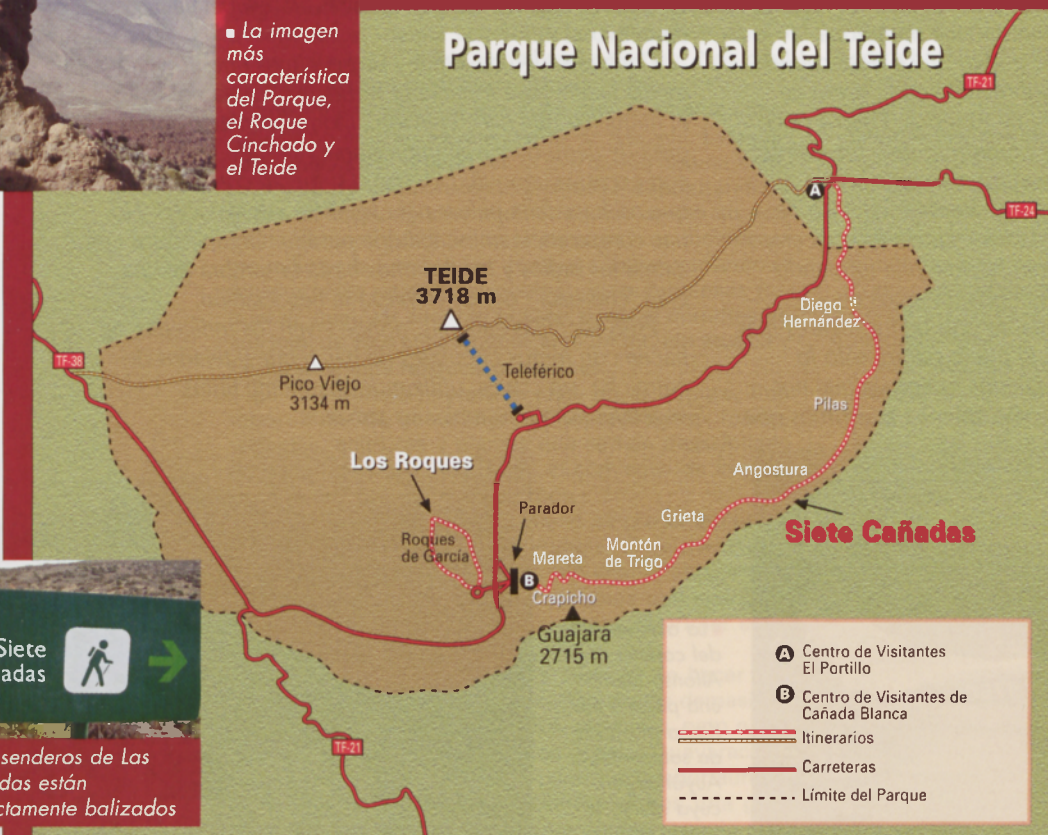 ▪ La imagen
más
característica
del Parque,
el Roque
Cinchado y
el Teide
Parque Nacional del Teide
TF-21
A
TF-24
TEIDE
3718 m
Diego
Hernández
TF-38
Pico Viejo
3134 m
Teleférico
Pilas
Los Roques
Angostura
Parador
Grieta
Siete Cañadas
Roques
de García
Montón
de Trigo
Mareta
B
Crapicho
Guajara
2715 m
Siete
adas
TF-21
senderos de Las
das están
ctamente balizados
A Centro de Visitantes
El Portillo
B Centro de Visitantes de
Cañada Blanca
Itinerarios
Carreteras
Límite del Parque